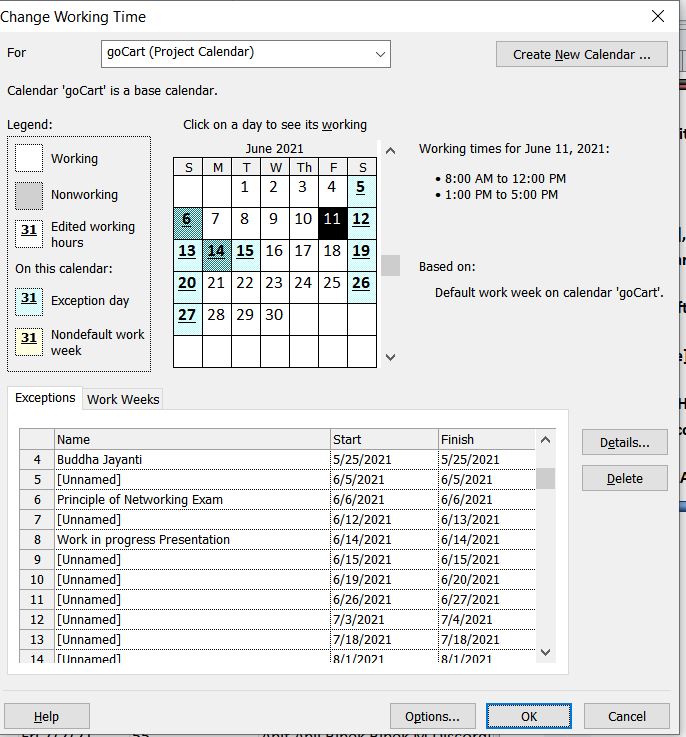 Change Working Time
For
goCart (Project Calendar)
Create New Calendar ...
Calendar 'goCart' is a base calendar.
Legend:
Click on a day to see its working
Working
Nonworking
31 Edited working
hours
On this calendar:
31 Exception day
31 Nondefault work
week
June 2021
S M T W Th F S
1 2 3 4 5
6 7 8 9 10 11 12
13 14 15 16 17 18 19
20 21 22 23 24 25 26
27 28 29 30
Working times for June 11, 2021:
• 8:00 AM to 12:00 PM
• 1:00 PM to 5:00 PM
Based on:
Default work week on calendar 'goCart'.
Exceptions Work Weeks
Name Start Finish
4 Buddha Jayanti 5/25/2021 5/25/2021
5 [Unnamed] 6/5/2021 6/5/2021
6 Principle of Networking Exam 6/6/2021 6/6/2021
7 [Unnamed] 6/12/2021 6/13/2021
8 Work in progress Presentation 6/14/2021 6/14/2021
9 [Unnamed] 6/15/2021 6/15/2021
10 [Unnamed] 6/19/2021 6/20/2021
11 [Unnamed] 6/26/2021 6/27/2021
12 [Unnamed] 7/3/2021 7/4/2021
13 [Unnamed] 7/18/2021 7/18/2021
14 [Unnamed] 8/1/2021 8/1/2021
Details...
Delete
Help
Options...
OK
Cancel